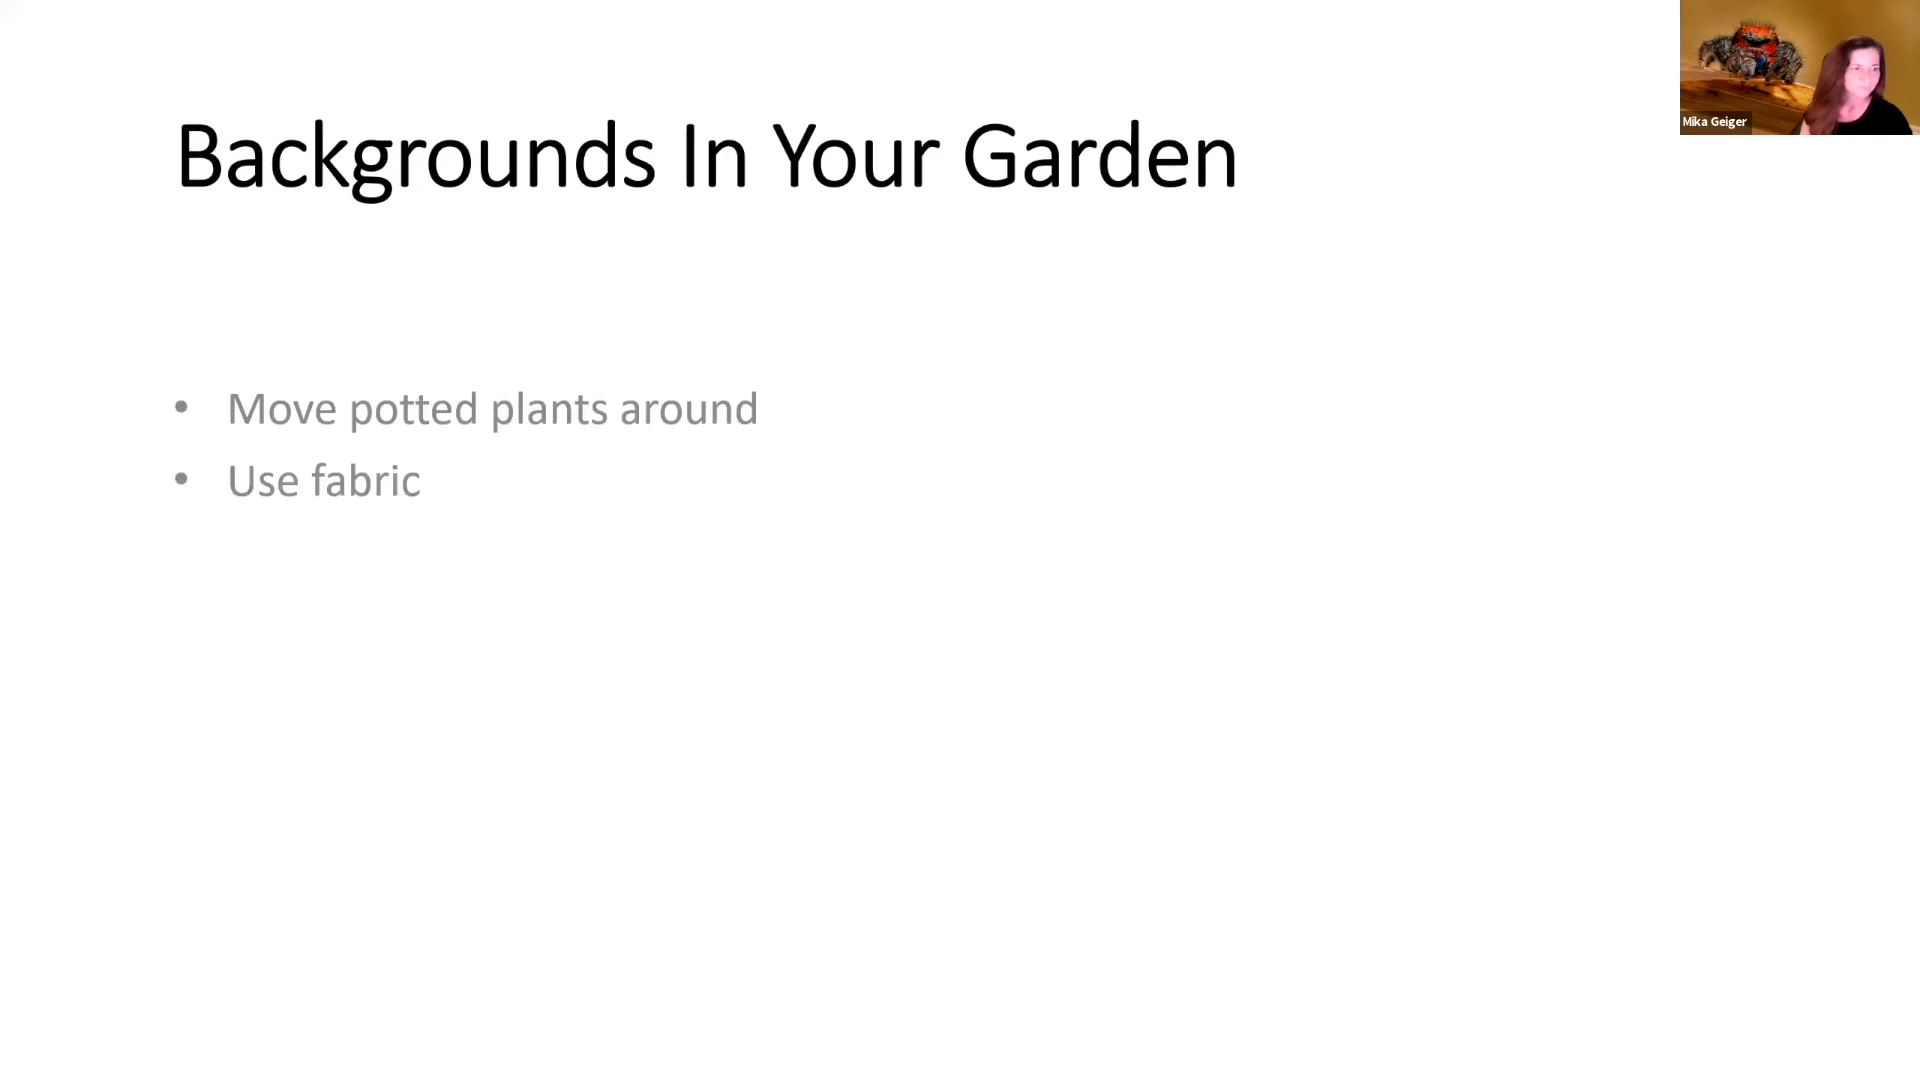 Backgrounds In Your Garden
• Move potted plants around
• Use fabric
Mika Geiger